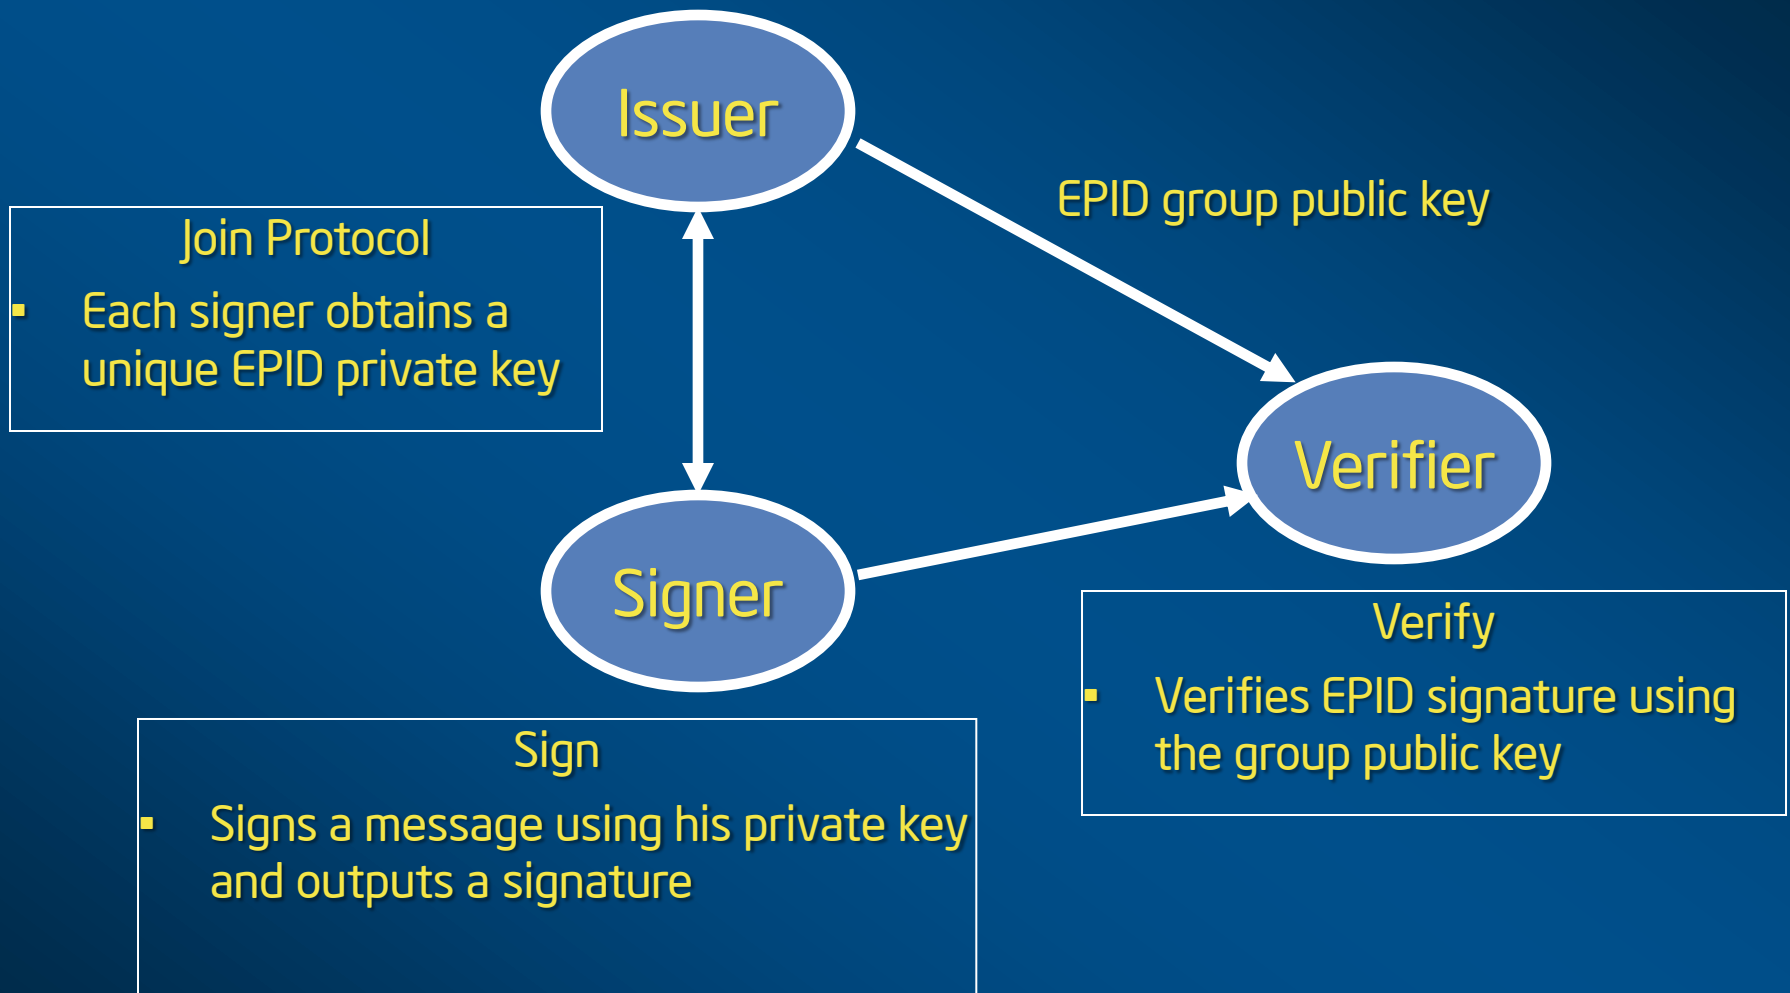 Issuer
EPID group public key
Join Protocol
▪ Each signer obtains a
unique EPID private key
Verifier
Signer
Verify
▪ Verifies EPID signature using
the group public key
Sign
▪ Signs a message using his private key
and outputs a signature